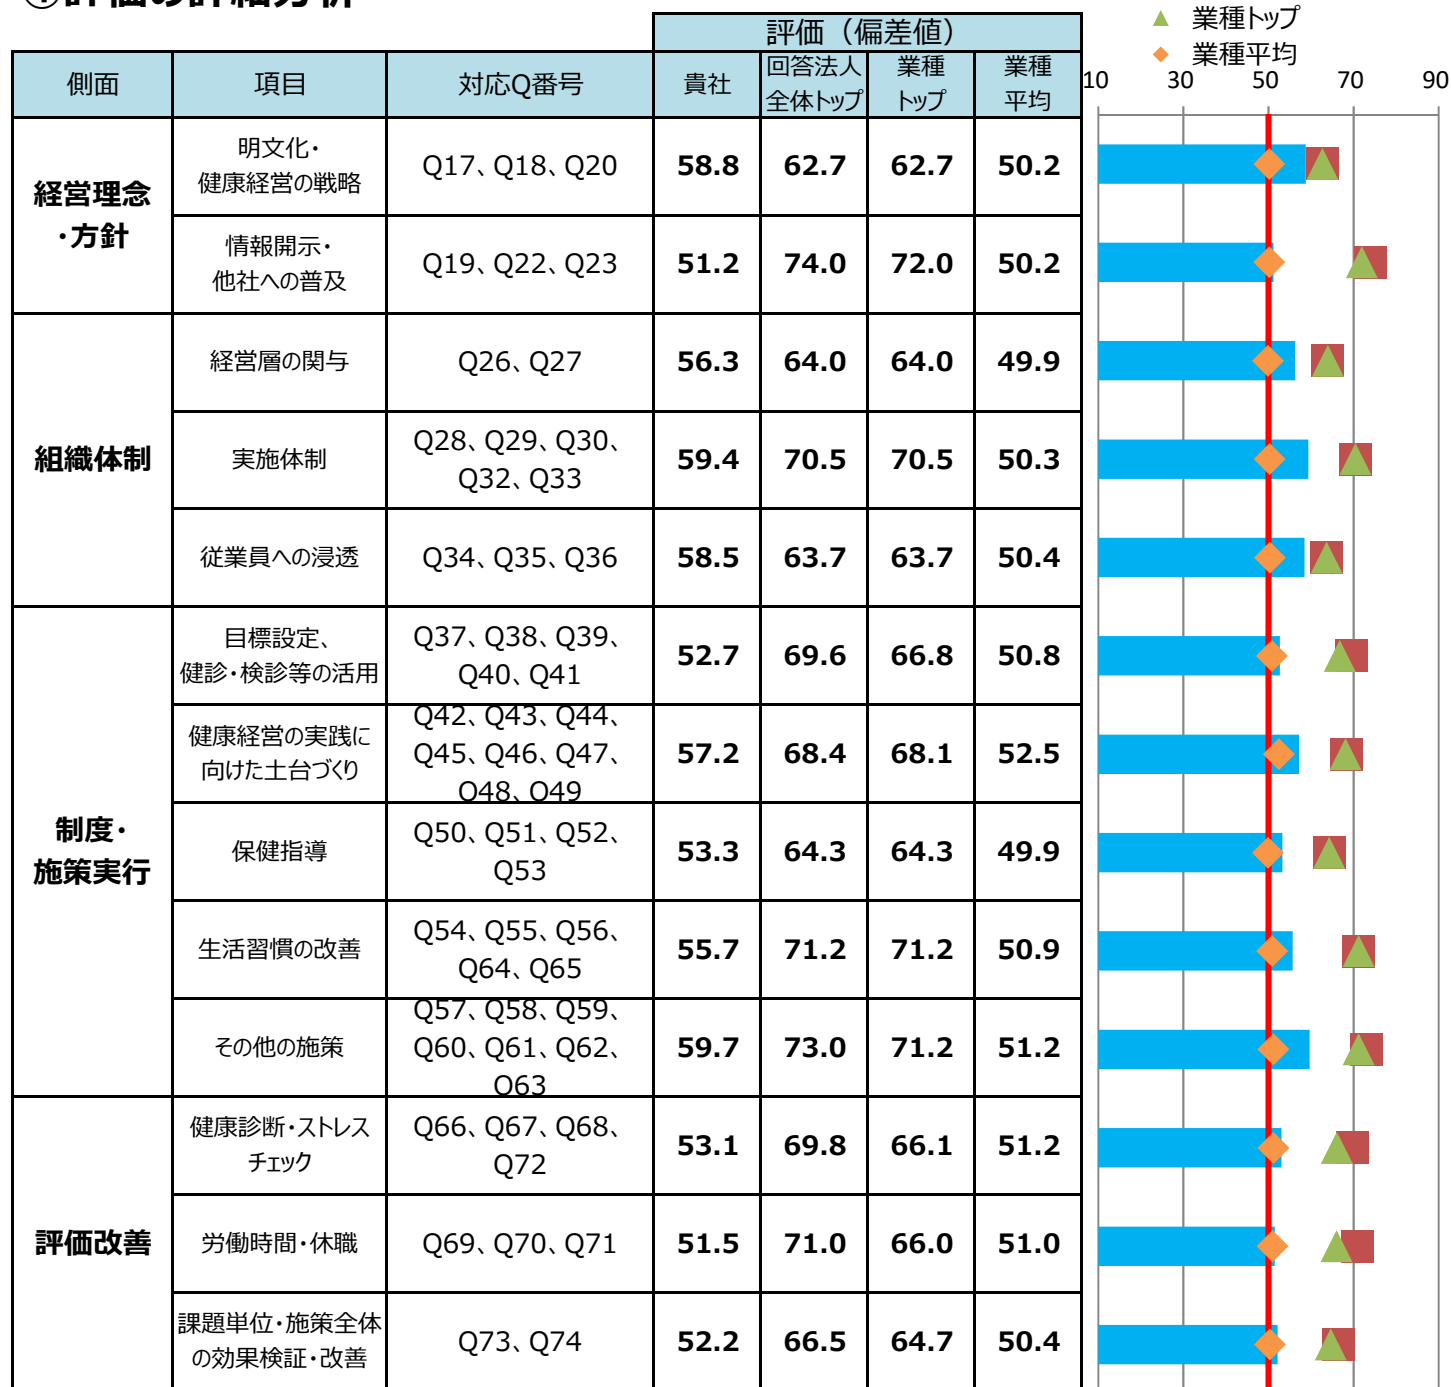 ④評価の詳細分析
▲ 業種トップ
◆ 業種平均
10 30 50 70 90
評価（偏差値）
側面 項目 対応Q番号 貴社 回答法人 業種 業種
全体トップ トップ 平均
経営理念
・方針
明文化・
健康経営の戦略
Q17、Q18、Q20 58.8 62.7 62.7 50.2
情報開示・
他社への普及
Q19、Q22、Q23 51.2 74.0 72.0 50.2
組織体制
経営層の関与 Q26、Q27 56.3 64.0 64.0 49.9
実施体制
Q28、Q29、Q30、
Q32、Q33
59.4 70.5 70.5 50.3
従業員への浸透 Q34、Q35、Q36 58.5 63.7 63.7 50.4
制度・
施策実行
目標設定、
健診・検診等の活用
Q37、Q38、Q39、
Q40、Q41
52.7 69.6 66.8 50.8
健康経営の実践に
向けた土台づくり
Q42、Q43、Q44、
Q45、Q46、Q47、
Q48、Q49
57.2 68.4 68.1 52.5
保健指導
Q50、Q51、Q52、
Q53
53.3 64.3 64.3 49.9
生活習慣の改善
Q54、Q55、Q56、
Q64、Q65
55.7 71.2 71.2 50.9
その他の施策
Q57、Q58、Q59、
Q60、Q61、Q62、
Q63
59.7 73.0 71.2 51.2
評価改善
健康診断・ストレス
チェック
Q66、Q67、Q68、
Q72
53.1 69.8 66.1 51.2
労働時間・休職 Q69、Q70、Q71 51.5 71.0 66.0 51.0
課題単位・施策全体
の効果検証・改善
Q73、Q74 52.2 66.5 64.7 50.4